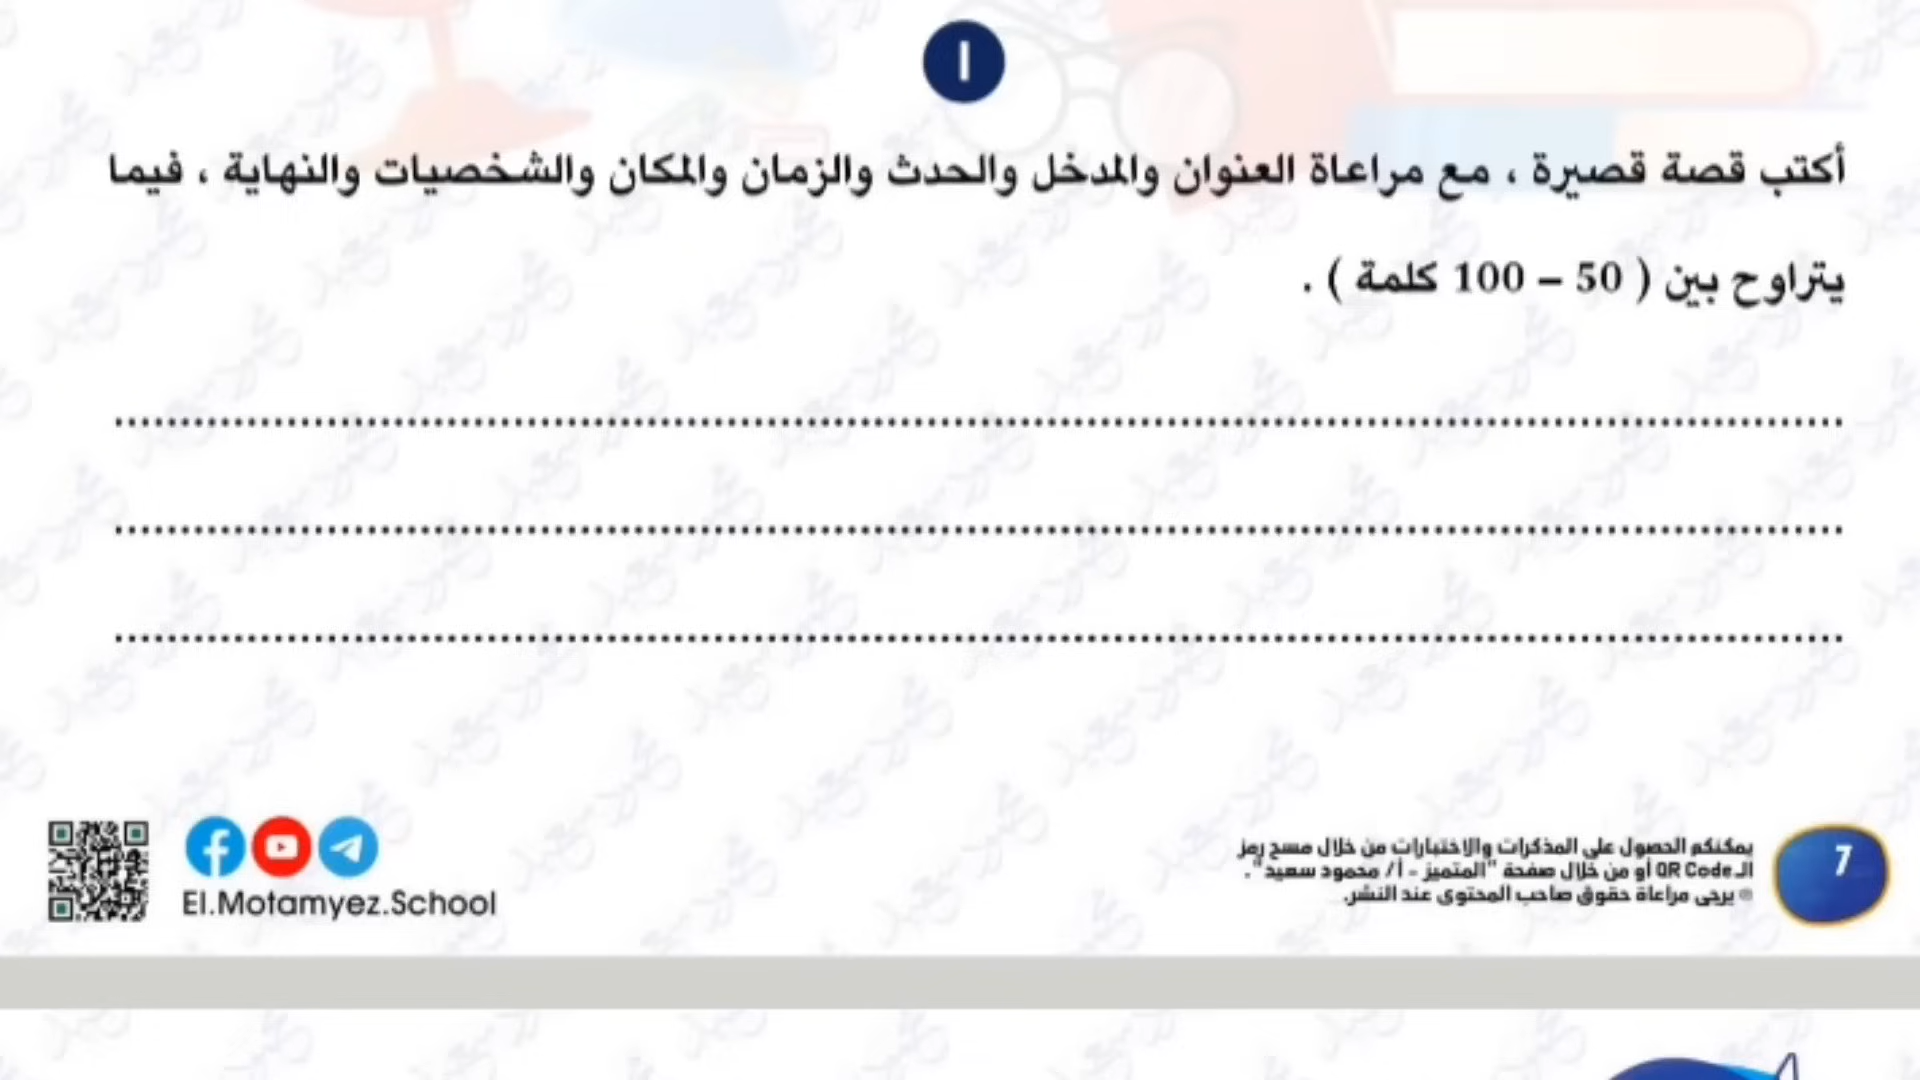 ا
أكتب قصة قصيرة ، مع مراعاة العنوان والمدخل والحدث والزمان والمكان والشخصيات والنهاية ، فيما
يتراوح بين ( 50 – 100 كلمة ) .
يمكنكم الحصول على المذكرات والاختبارات من خلال مسح رمز
الـ QR Code أو من خلال صفحة "المتميز - أ/ محمود سعيد".
يرجى مراعاة حقوق صاحب المحتوى عند النشر.
7
El.Motamyez.School